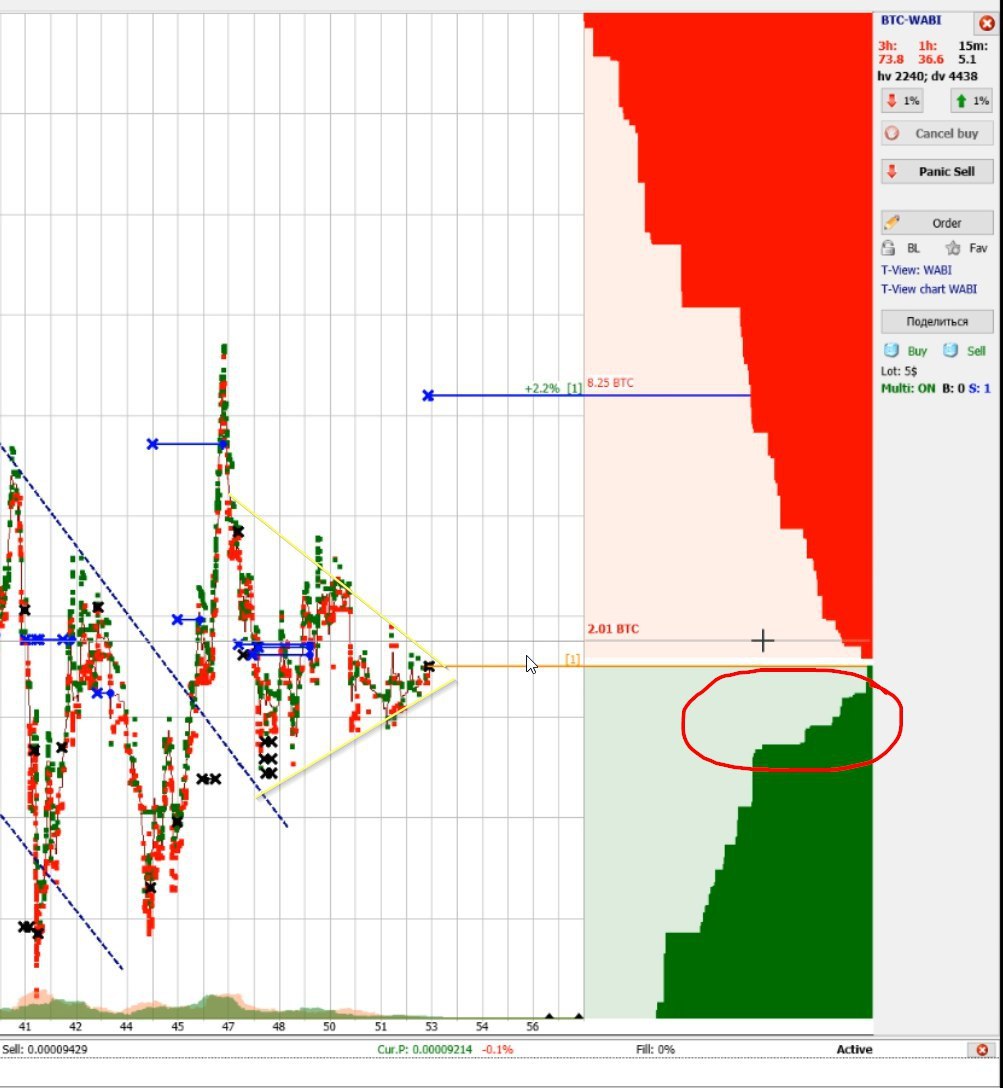 BTC-WABI
3h: 1h: 15m:
73.8 36.6 5.1
hv 2240; dv 4438
1% 1%
Cancel buy
Panic Sell
Order
BL Fav
T-View: WABI
T-View chart WABI
Поделиться
Buy Sell
Lot: 5$
Multi: ON B: 0 S: 1
+2.2% [1] 8.25 BTC
2.01 BTC
[1]
41 42 44 45 47 48 50 51 53 54 56
Sell: 0.00009429 Cur.P: 0.00009214 -0.1% Fill: 0% Active